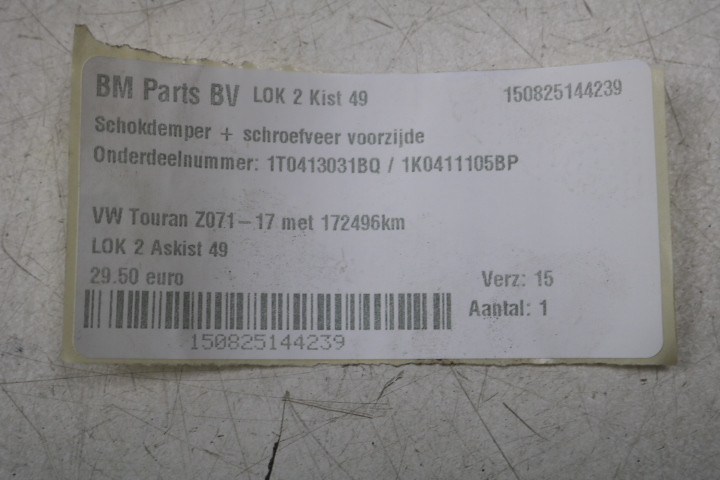 BM Parts BV LOK 2 Kist 49 150825144239
Schokdemper + schroefveer voorzijde
Onderdeelnummer: 1T0413031BQ / 1K0411105BP
VW Touran Z071-17 met 172496km
LOK 2 Askist 49
29.50 euro Verz: 15
Aantal: 1
150825144239